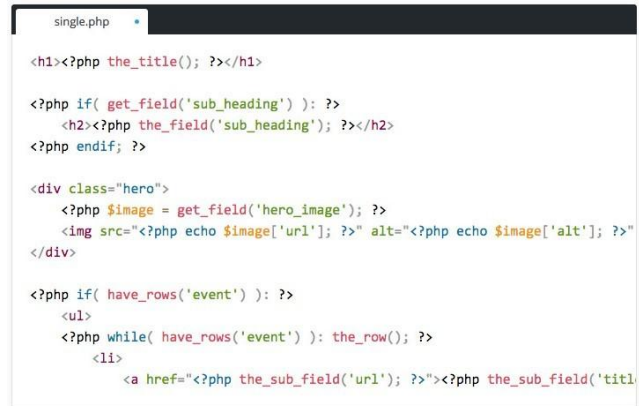 single.php
<h1><?php the_title(); ?></h1>
<?php if( get_field('sub_heading') ): ?>
<h2><?php the_field('sub_heading'); ?></h2>
<?php endif; ?>
<div class="hero">
<?php $image = get_field('hero_image'); ?>
<img src="<?php echo $image['url']; ?>" alt="<?php echo $image['alt']; ?>"
</div>
<?php if( have_rows('event') ): ?>
<ul>
<?php while( have_rows('event') ): the_row(); ?>
<li>
<a href="<?php the_sub_field('url'); ?>"><?php the_sub_field('titl